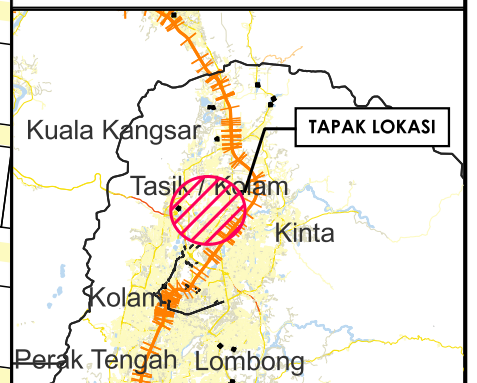 Kuala Kangsar
TAPAK LOKASI
Tasik / Kolam
Kinta
Kolam
Perak Tengah
Lombong